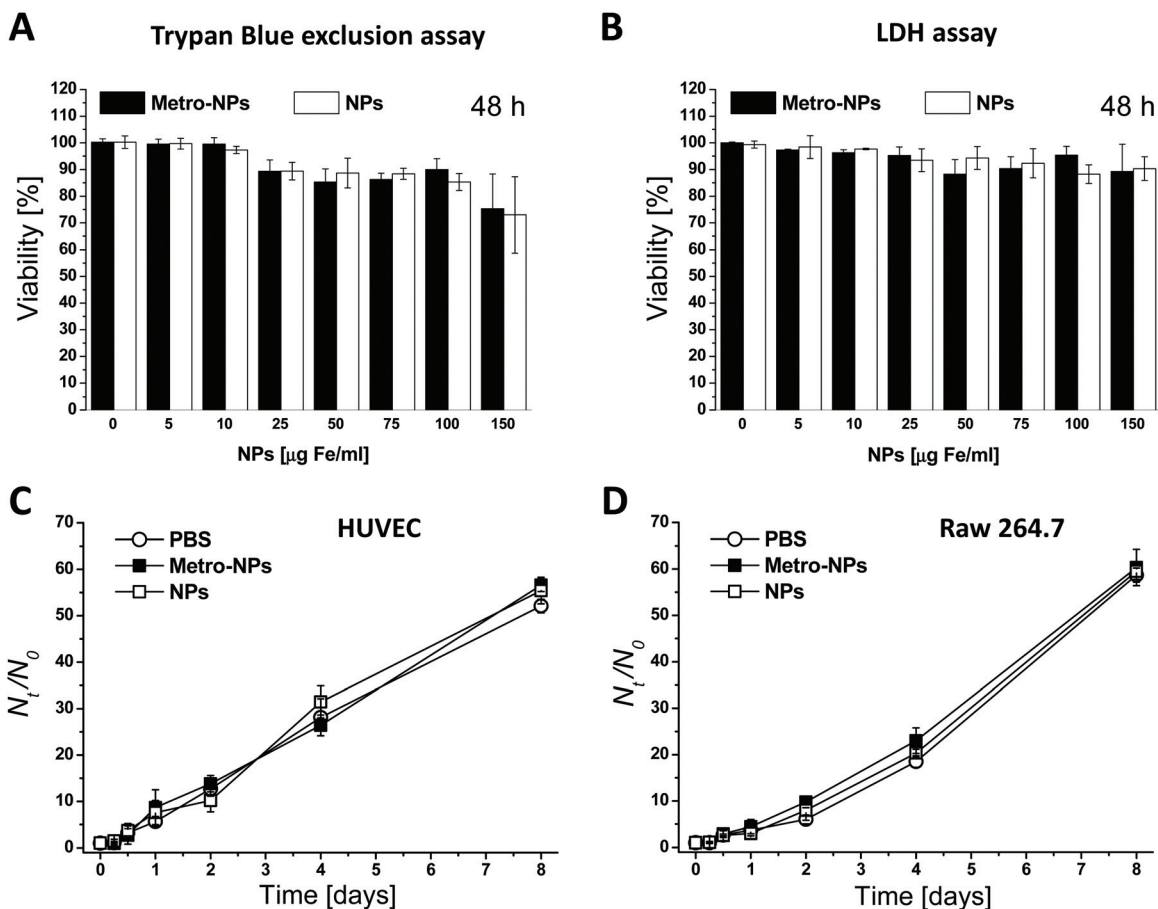 A
Trypan Blue exclusion assay
120
110
100
90
80
70
60
50
40
30
20
10
0
Viability [%]
Metro-NPs
NPs
48 h
0 5 10 25 50 75 100 150
NPs [μg Fe/ml]
B
LDH assay
120
110
100
90
80
70
60
50
40
30
20
10
0
Viability [%]
Metro-NPs
NPs
48 h
0 5 10 25 50 75 100 150
NPs [μg Fe/ml]
C
HUVEC
70
60
50
40
30
20
10
0
Nt/N0
PBS
Metro-NPs
NPs
0 1 2 3 4 5 6 7 8
Time [days]
D
Raw 264.7
70
60
50
40
30
20
10
0
Nt/N0
PBS
Metro-NPs
NPs
0 1 2 3 4 5 6 7 8
Time [days]